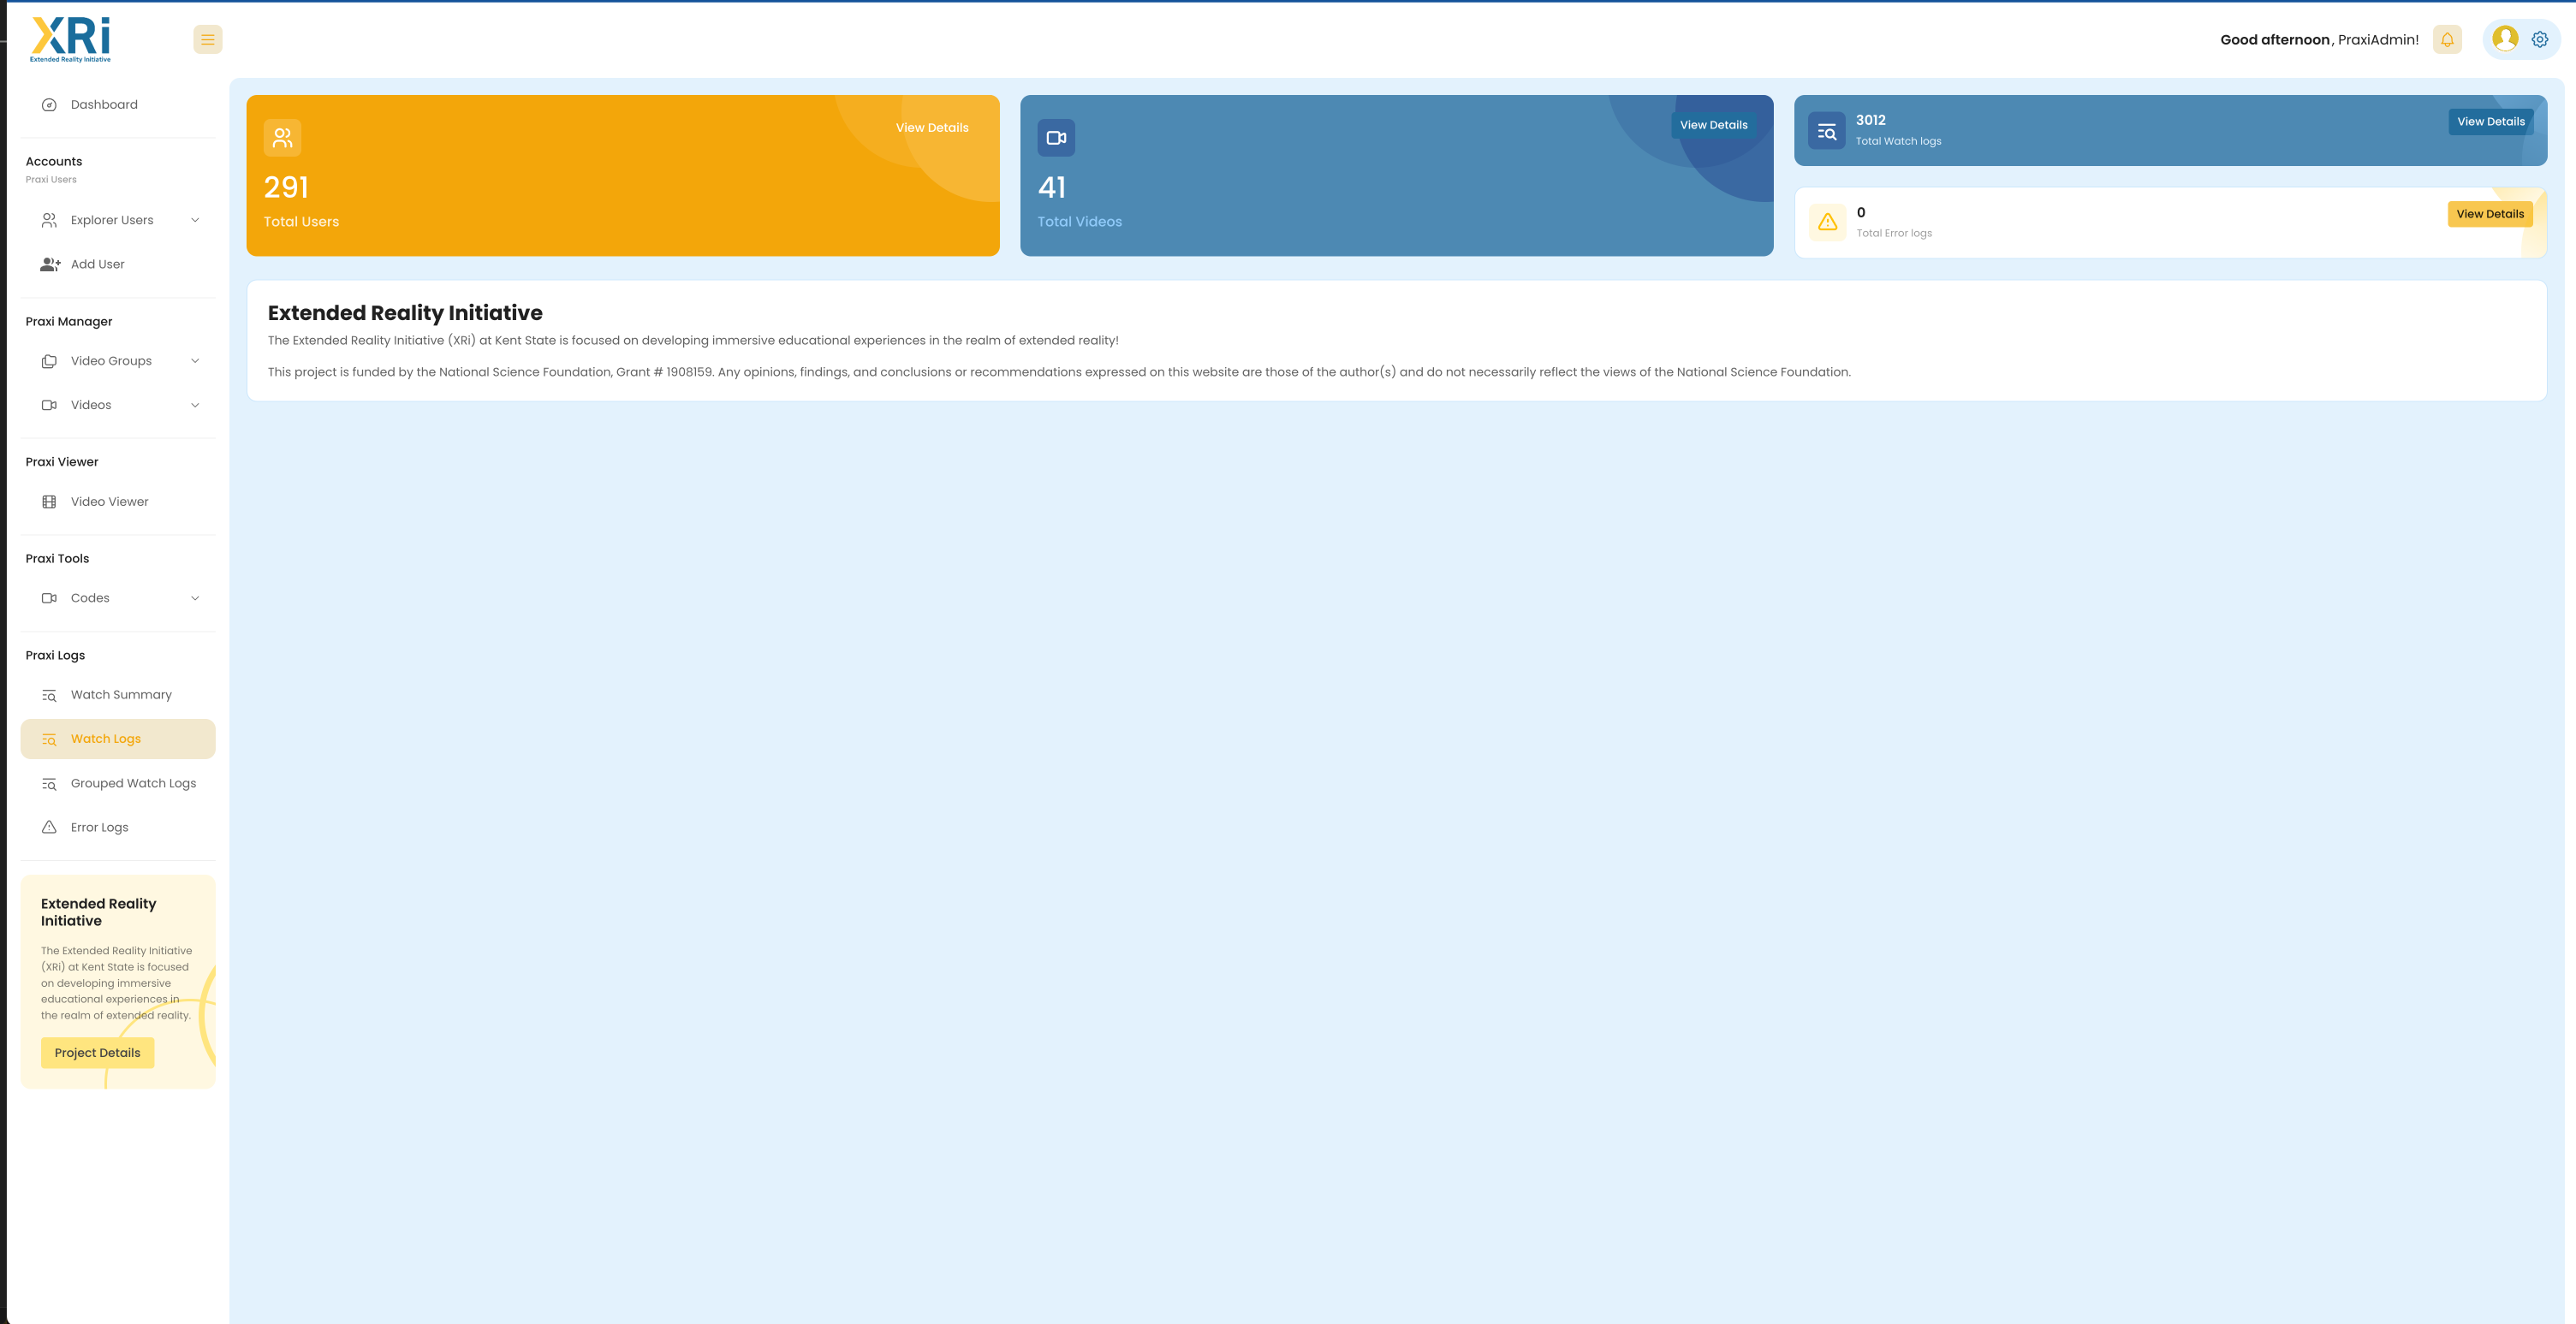 XRi
Extended Reality Initiative
Good afternoon, PraxiAdmin!
Dashboard
Accounts
Praxi Users
Explorer Users
Add User
Praxi Manager
Video Groups
Videos
Praxi Viewer
Video Viewer
Praxi Tools
Codes
Praxi Logs
Watch Summary
Watch Logs
Grouped Watch Logs
Error Logs
Extended Reality
Initiative
The Extended Reality Initiative
(XRi) at Kent State is focused
on developing immersive
educational experiences in
the realm of extended reality.
Project Details
View Details
291
Total Users
View Details
41
Total Videos
3012
Total Watch logs
View Details
0
Total Error logs
View Details
Extended Reality Initiative
The Extended Reality Initiative (XRi) at Kent State is focused on developing immersive educational experiences in the realm of extended reality!
This project is funded by the National Science Foundation, Grant # 1908159. Any opinions, findings, and conclusions or recommendations expressed on this website are those of the author(s) and do not necessarily reflect the views of the National Science Foundation.